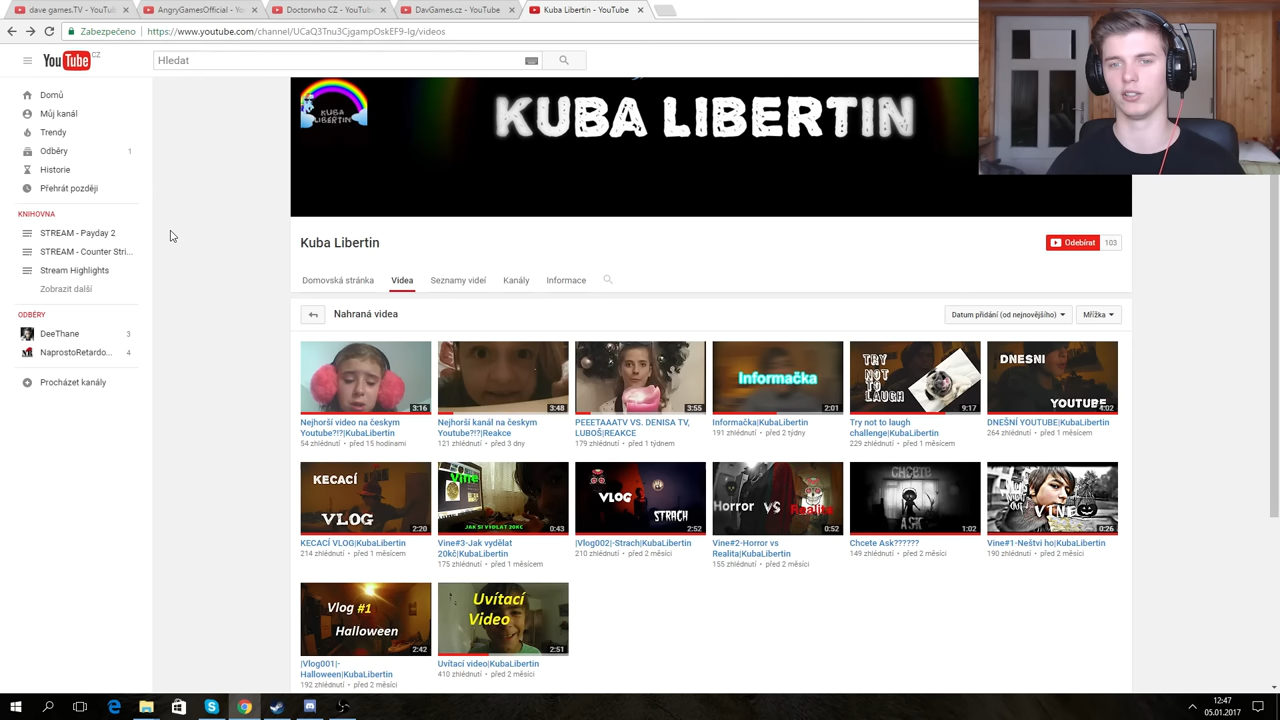 dave games.TV - YouTub
AngryGamesOfficial - Yo
Doctorwho CZ - YouTub
DavGames.cz - YouTube
Kuba Libertin - YouTube
Zabezpečeno
https://www.youtube.com/channel/UCaQ3Tnu3CjgampOskEF9-Ig/videos
YouTube CZ
Hledat
Domů
Můj kanál
Trendy
Odběry 1
Historie
Přehrát později
KNIHOVNA
STREAM - Payday 2
STREAM - Counter Stri...
Stream Highlights
Zobrazit další
ODBĚRY
DeeThane 3
NaprostoRetardo... 4
Procházet kanály
KUBA LIBERTIN
KUBA LIBERTIN
Kuba Libertin
Odebírat 103
Domovská stránka Videa Seznamy videí Kanály Informace
Nahraná videa
Datum přidání (od nejnovějšího)
Mřížka
3:16
Nejhorší video na českym
Youtube?!?|KubaLibertin
54 zhlédnutí • před 15 hodinami
3:48
Nejhorší kanál na českym
Youtube?!?|Reakce
121 zhlédnutí • před 3 dny
3:55
PEEETAAATV VS. DENISA TV,
LUBOŠ|REAKCE
179 zhlédnutí • před 1 týdnem
Informačka
2:01
Informačka|KubaLibertin
191 zhlédnutí • před 2 týdny
TRY
NOT
TO
LAUGH
9:17
Try not to laugh
challenge|KubaLibertin
229 zhlédnutí • před 1 měsícem
DNESNI
YOUTUBE
4:02
DNEŠNÍ YOUTUBE|KubaLibertin
264 zhlédnutí • před 1 měsícem
KECACÍ
VLOG
2:20
KECACÍ VLOG|KubaLibertin
214 zhlédnutí • před 1 měsícem
Vine
JAK SI VYDĚLAT 20KČ
0:43
Vine#3-Jak vydělat
20kč|KubaLibertin
175 zhlédnutí • před 1 měsícem
VLOG
STRACH
2:52
|Vlog002|-Strach|KubaLibertin
210 zhlédnutí • před 2 měsíci
Horror VS Realita
0:52
Vine#2-Horror vs
Realita|KubaLibertin
155 zhlédnutí • před 2 měsíci
CHCETE
ASK
1:02
Chcete Ask??????
149 zhlédnutí • před 2 měsíci
VINE
0:26
Vine#1-Neštvi ho|KubaLibertin
190 zhlédnutí • před 2 měsíci
Vlog #1
Halloween
2:42
|Vlog001|-
Halloween|KubaLibertin
192 zhlédnutí • před 2 měsíci
Uvítací
Video
2:51
Uvítací video|KubaLibertin
410 zhlédnutí • před 2 měsíci
12:47
05.01.2017